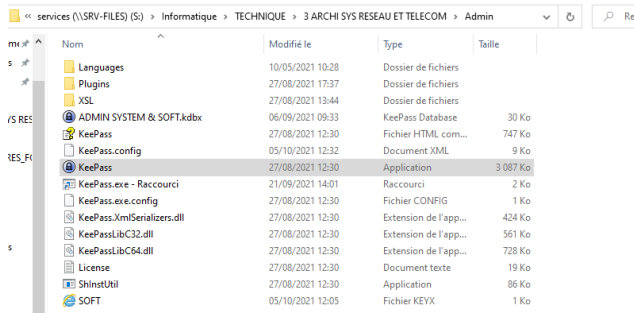 « services (\\SRV-FILES) (S:) > Informatique > TECHNIQUE > 3 ARCHI SYS RESEAU ET TELECOM > Admin
Re
Nom Modifié le Type Taille
Languages 10/05/2021 10:28 Dossier de fichiers
Plugins 27/08/2021 17:37 Dossier de fichiers
XSL 27/08/2021 13:44 Dossier de fichiers
ADMIN SYSTEM & SOFT.kdbx 06/09/2021 09:33 KeePass Database 30 Ko
KeePass 27/08/2021 12:30 Fichier HTML com... 747 Ko
KeePass.config 05/10/2021 12:32 Document XML 9 Ko
KeePass 27/08/2021 12:30 Application 3 087 Ko
KeePass.exe - Raccourci 21/09/2021 14:01 Raccourci 2 Ko
KeePass.exe.config 27/08/2021 12:30 Fichier CONFIG 1 Ko
KeePass.XmlSerializers.dll 27/08/2021 12:30 Extension de l'app... 424 Ko
KeePassLibC32.dll 27/08/2021 12:30 Extension de l'app... 561 Ko
KeePassLibC64.dll 27/08/2021 12:30 Extension de l'app... 728 Ko
License 27/08/2021 12:30 Document texte 19 Ko
ShInstUtil 27/08/2021 12:30 Application 86 Ko
SOFT 05/10/2021 12:05 Fichier KEYX 1 Ko